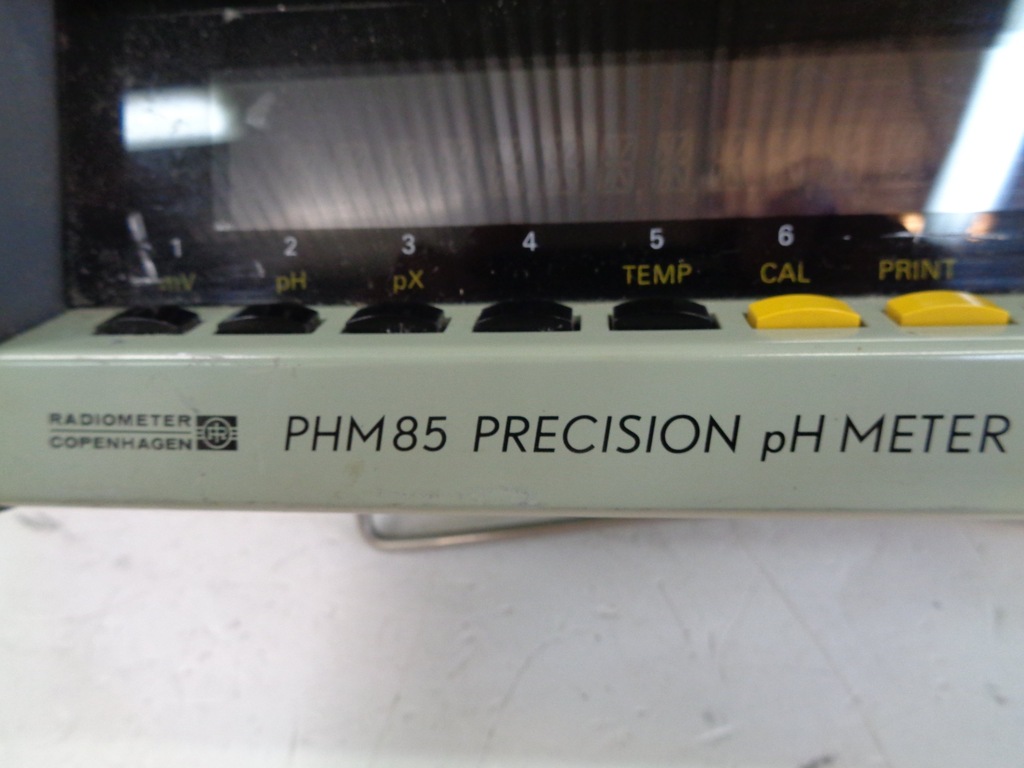 1 2 3 4 5 6
mV pH pX TEMP CAL PRINT
RADIOMETER
COPENHAGEN
PHM85 PRECISION pH METER